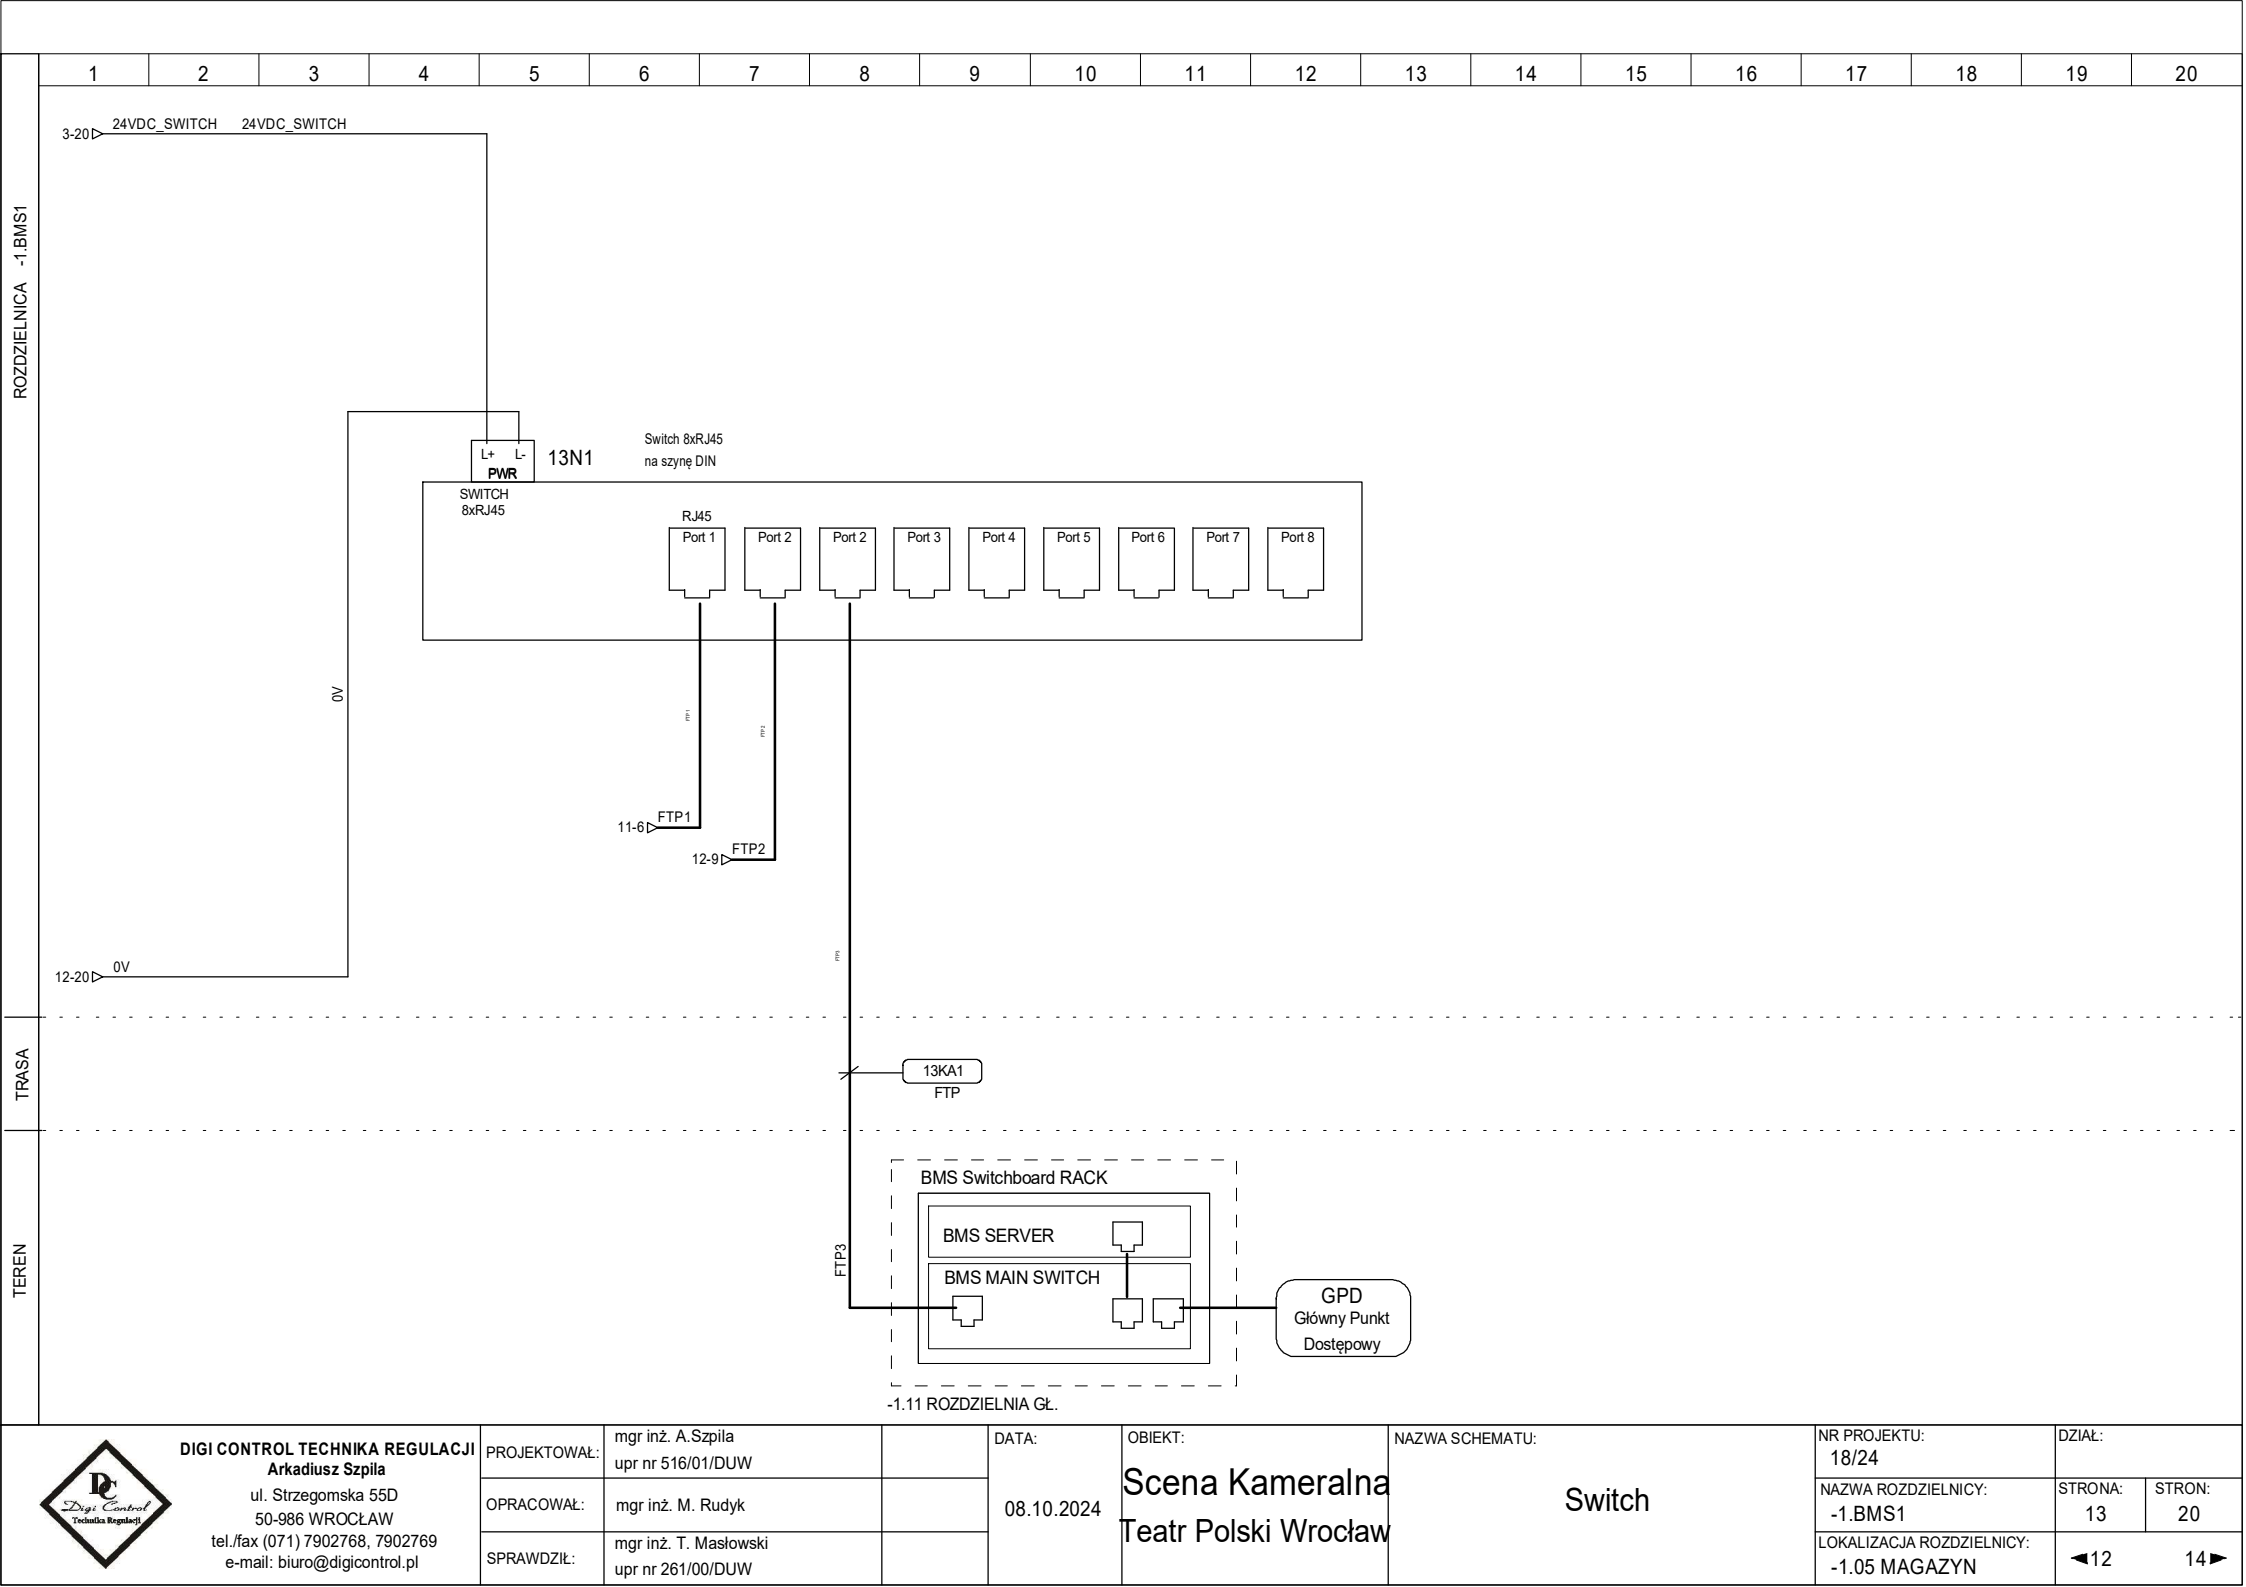 1 2 3 4 5 6 7 8 9 10 11 12 13 14 15 16 17 18 19 20
ROZDZIELNICA -1.BMS1
3-20 24VDC_SWITCH 24VDC_SWITCH
L+ L-
PWR
13N1
Switch 8xRJ45
na szynę DIN
SWITCH
8xRJ45
RJ45
Port 1 Port 2 Port 2 Port 3 Port 4 Port 5 Port 6 Port 7 Port 8
0V
FTP1
FTP2
11-6 FTP1
12-9 FTP2
FTP3
12-20 0V
TRASA
13KA1
FTP
TEREN
BMS Switchboard RACK
BMS SERVER
FTP3
BMS MAIN SWITCH
GPD
Główny Punkt
Dostępowy
-1.11 ROZDZIELNIA GŁ.
DC
Digi Control
Technika Regulacji
DIGI CONTROL TECHNIKA REGULACJI
Arkadiusz Szpila
ul. Strzegomska 55D
50-986 WROCŁAW
tel./fax (071) 7902768, 7902769
e-mail: biuro@digicontrol.pl
PROJEKTOWAŁ:
mgr inż. A.Szpila
upr nr 516/01/DUW
OPRACOWAŁ:
mgr inż. M. Rudyk
SPRAWDZIŁ:
mgr inż. T. Masłowski
upr nr 261/00/DUW
DATA:
08.10.2024
OBIEKT:
Scena Kameralna
Teatr Polski Wrocław
NAZWA SCHEMATU:
Switch
NR PROJEKTU:
18/24
DZIAŁ:
NAZWA ROZDZIELNICY:
-1.BMS1
STRONA:
13
STRON:
20
LOKALIZACJA ROZDZIELNICY:
-1.05 MAGAZYN
12
14